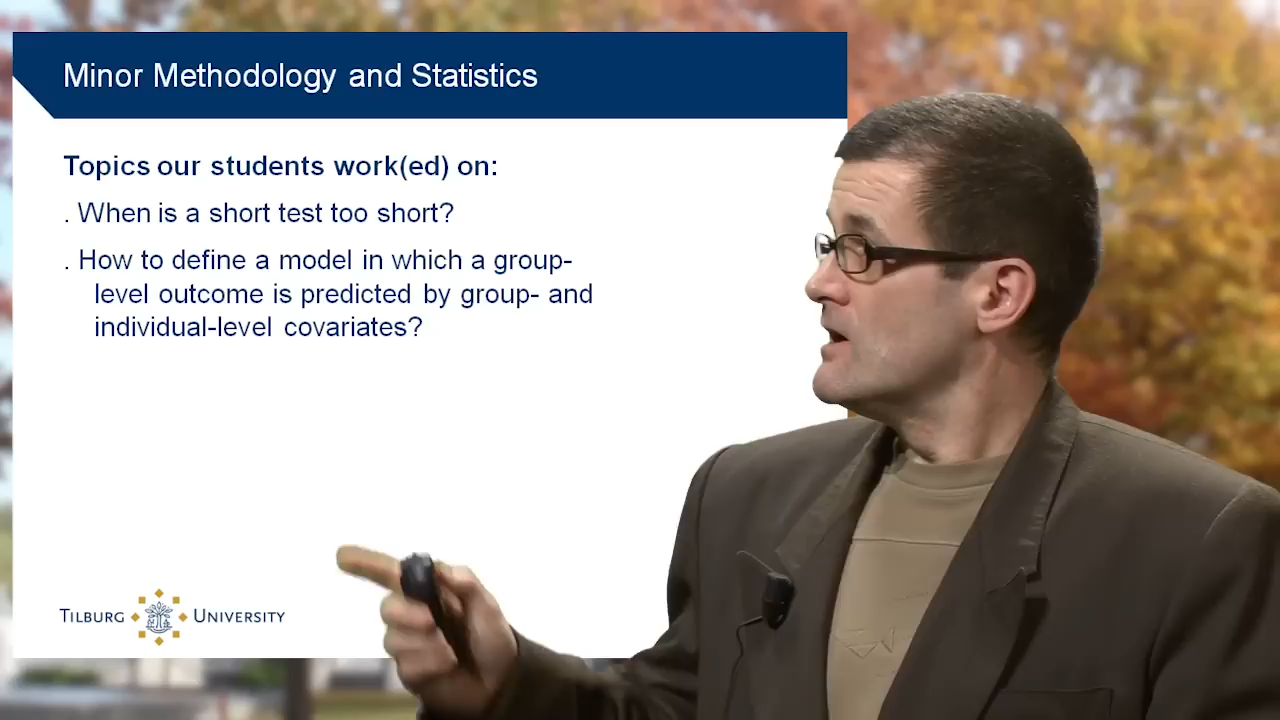 Minor Methodology and Statistics
Topics our students work(ed) on:
. When is a short test too short?
. How to define a model in which a group-
level outcome is predicted by group- and
individual-level covariates?
TILBURG UNIVERSITY